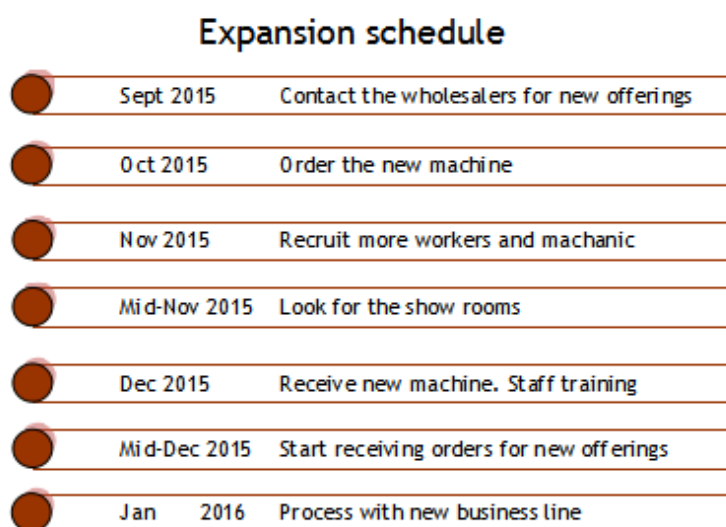 Expansion schedule
Sept 2015 Contact the wholesalers for new offerings
Oct 2015 Order the new machine
Nov 2015 Recruit more workers and machanic
Mid-Nov 2015 Look for the show rooms
Dec 2015 Receive new machine. Staff training
Mid-Dec 2015 Start receiving orders for new offerings
Jan 2016 Process with new business line